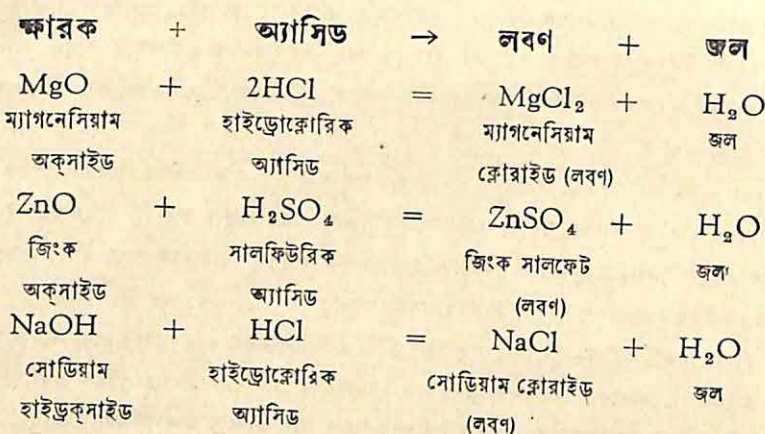 ক্ষারক + অ্যাসিড → লবণ + জল
MgO + 2HCl = MgCl₂ + H₂O
ম্যাগনেসিয়াম হাইড্রোক্লোরিক ম্যাগনেসিয়াম জল
অক্সাইড অ্যাসিড ক্লোরাইড (লবণ)
ZnO + H₂SO₄ = ZnSO₄ + H₂O
জিংক সালফিউরিক জিংক সালফেট জল
অক্সাইড অ্যাসিড (লবণ)
NaOH + HCl = NaCl + H₂O
সোডিয়াম হাইড্রোক্লোরিক সোডিয়াম ক্লোরাইড্ জল
হাইড্রক্সাইড অ্যাসিড (লবণ)